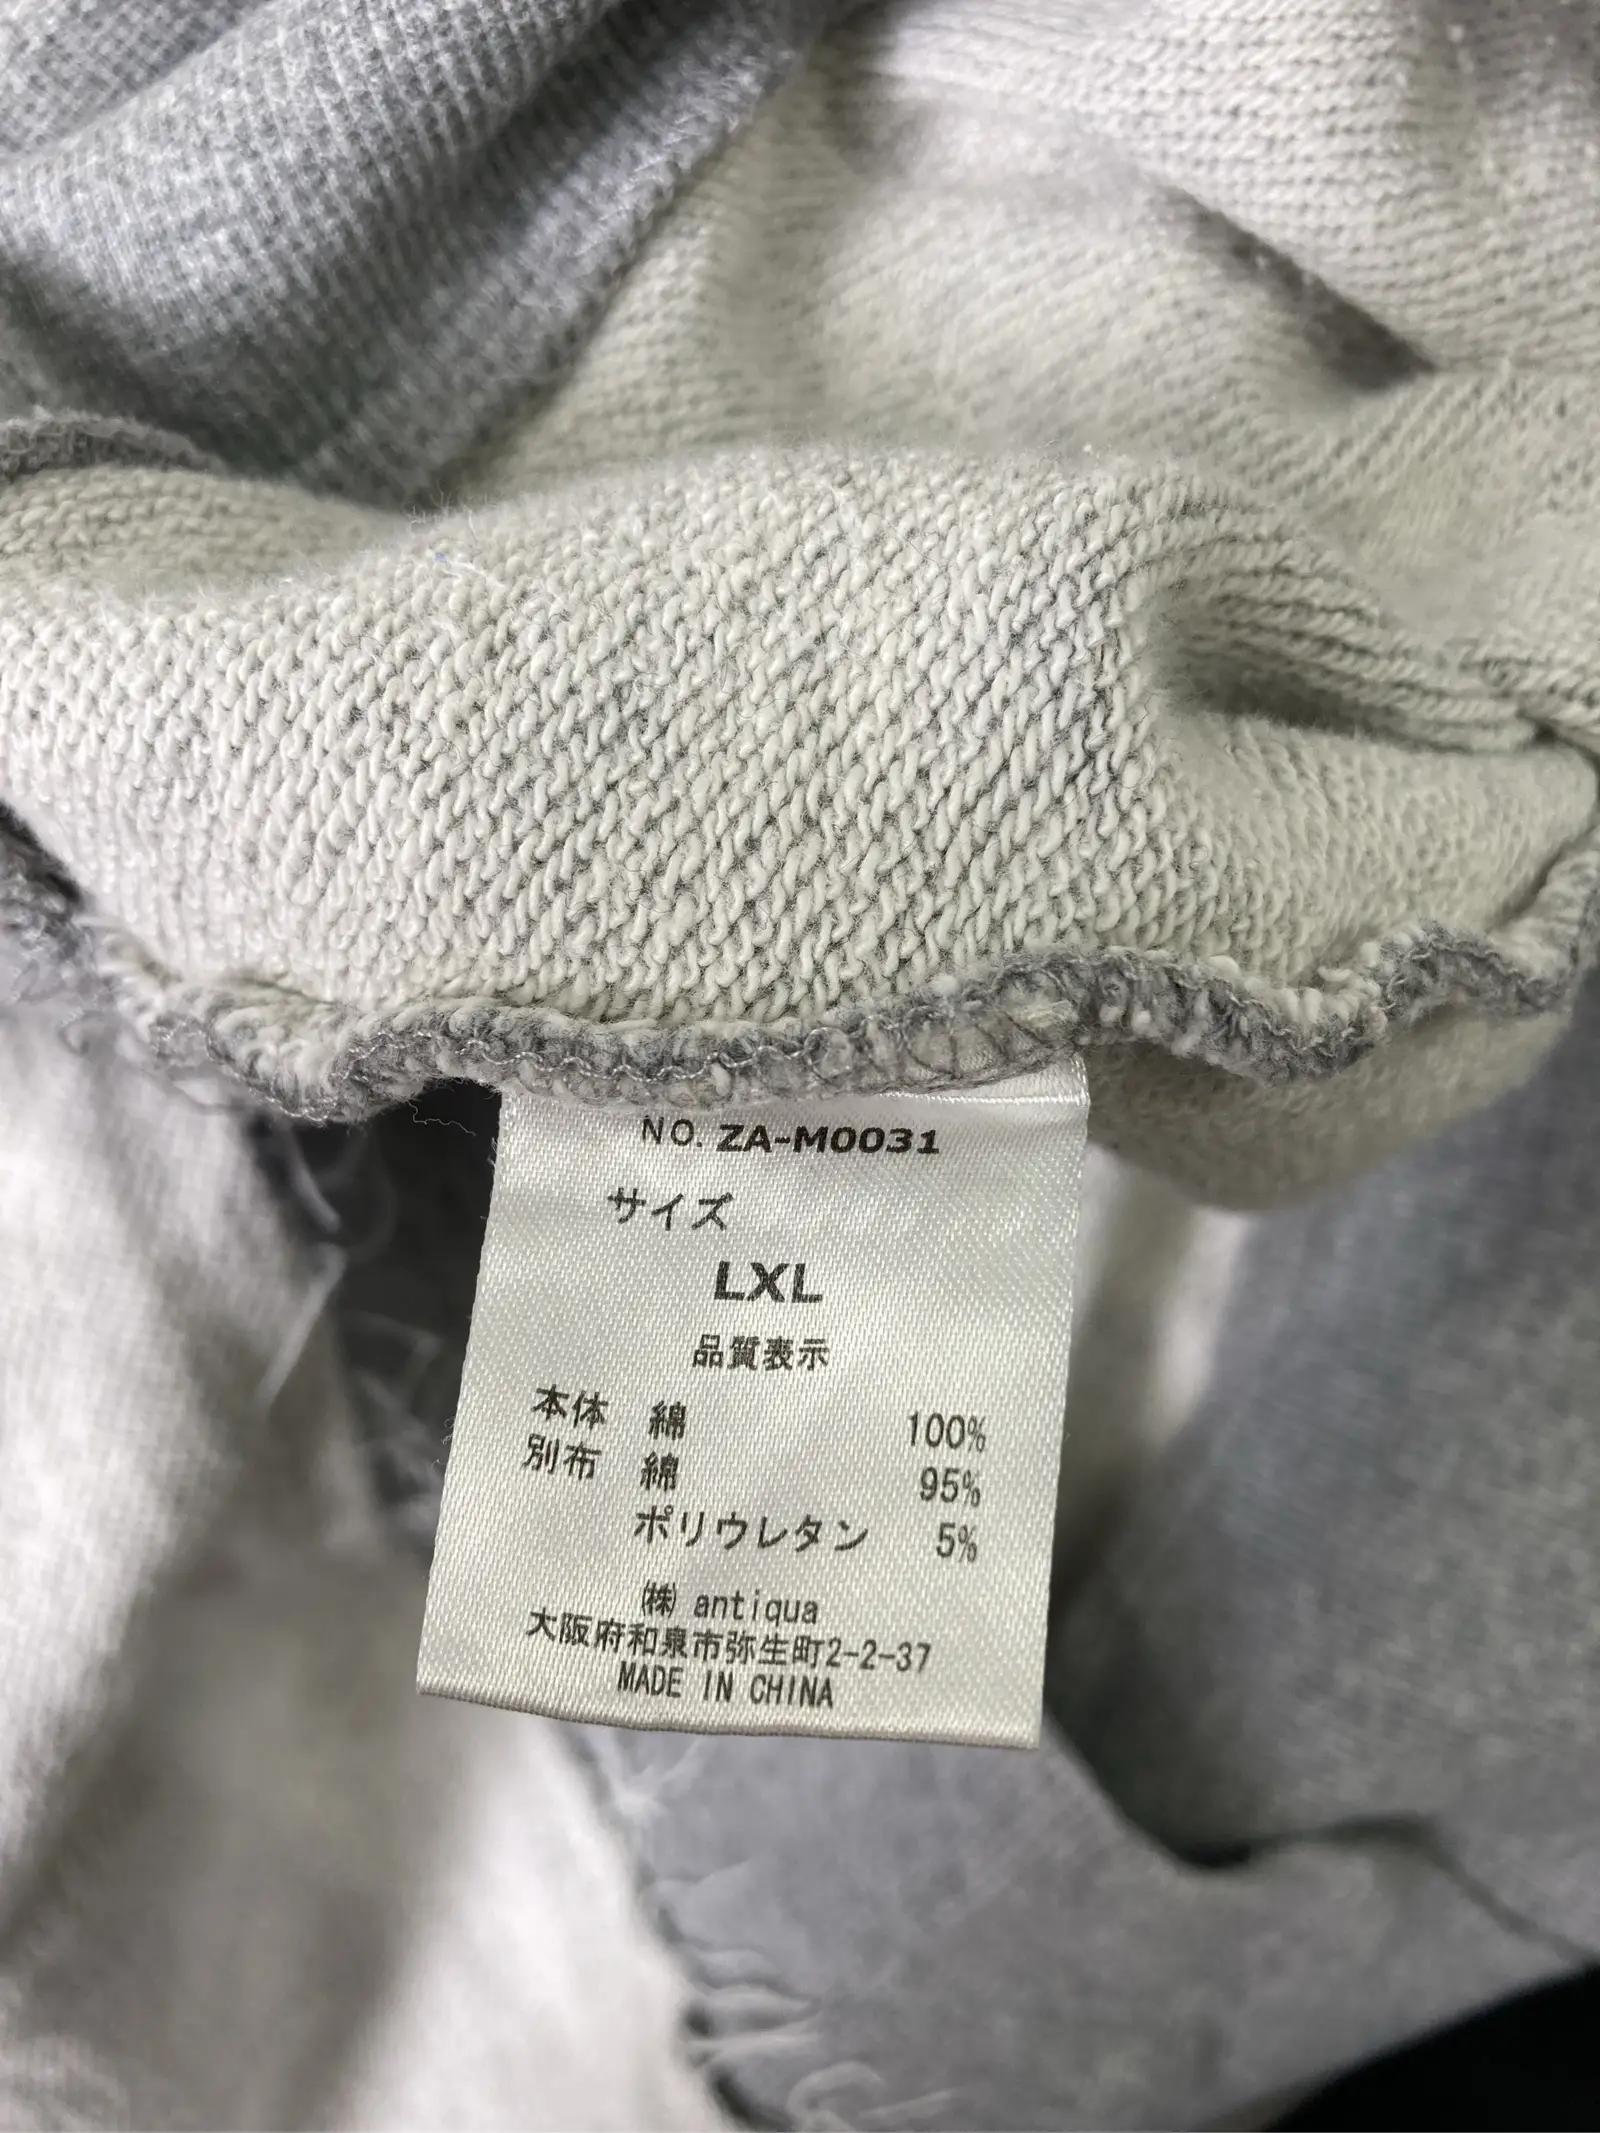 NO. ZA-M0031
サイズ
LXL
品質表示
本体 綿 100%
別布 綿 95%
ポリウレタン 5%
㈱ antiqua
大阪府和泉市弥生町2-2-37
MADE IN CHINA